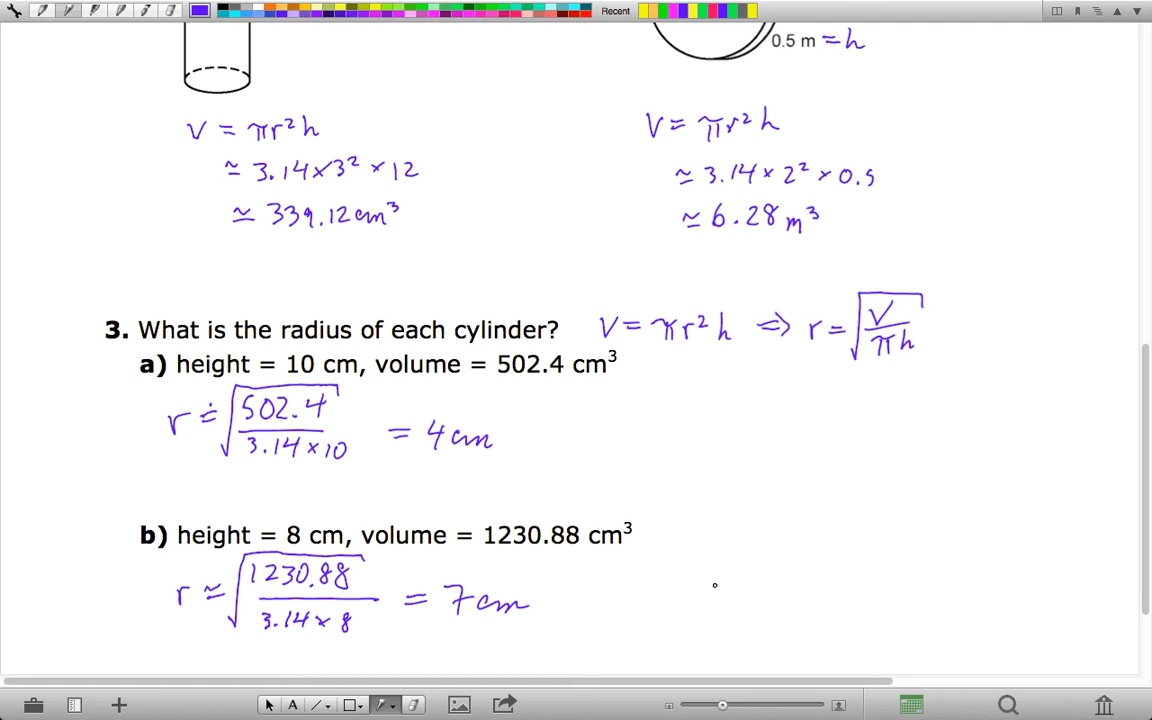 Recent
0.5 m = h
V = πr²h
≃ 3.14 × 3² × 12
≃ 339.12 cm³
V = πr²h
≃ 3.14 × 2² × 0.5
≃ 6.28 m³
3. What is the radius of each cylinder? V = πr²h ⇒ r = √(V/πh)
a) height = 10 cm, volume = 502.4 cm³
r ≐ √(502.4/3.14 × 10) = 4 cm
b) height = 8 cm, volume = 1230.88 cm³
r ≃ √(1230.88/3.14 × 8) = 7 cm
A